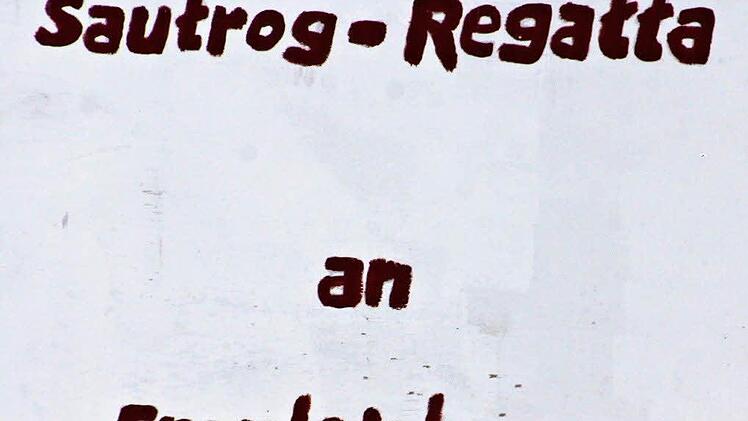 Sautrog - Regatta
an